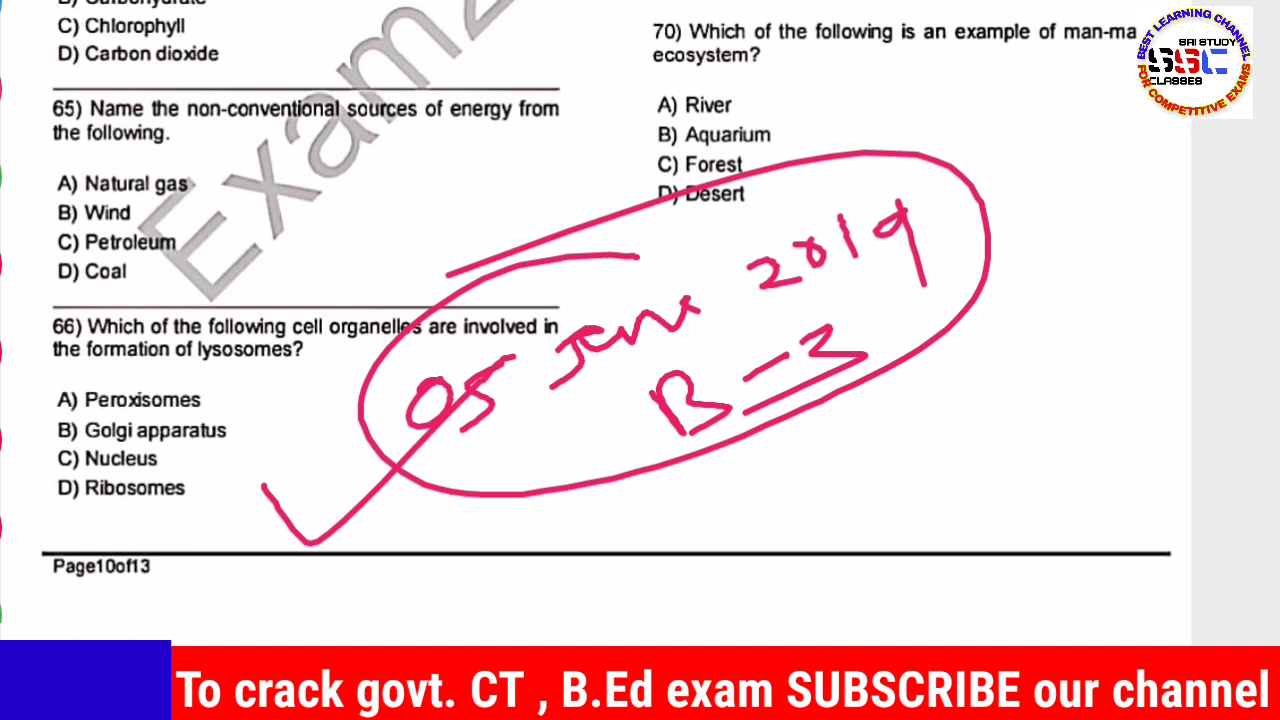 C) Chlorophyll
D) Carbon dioxide
65) Name the non-conventional sources of energy from
the following.
A) Natural gas
B) Wind
C) Petroleum
D) Coal
66) Which of the following cell organelles are involved in
the formation of lysosomes?
A) Peroxisomes
B) Golgi apparatus
C) Nucleus
D) Ribosomes
Page10of13
70) Which of the following is an example of man-ma
ecosystem?
A) River
B) Aquarium
C) Forest
D) Desert
2019
B-3
BEST LEARNING CHANNEL
SRI STUDY
SSC
CLASSES
FOR COMPETITIVE EXAMS
To crack govt. CT , B.Ed exam SUBSCRIBE our channel